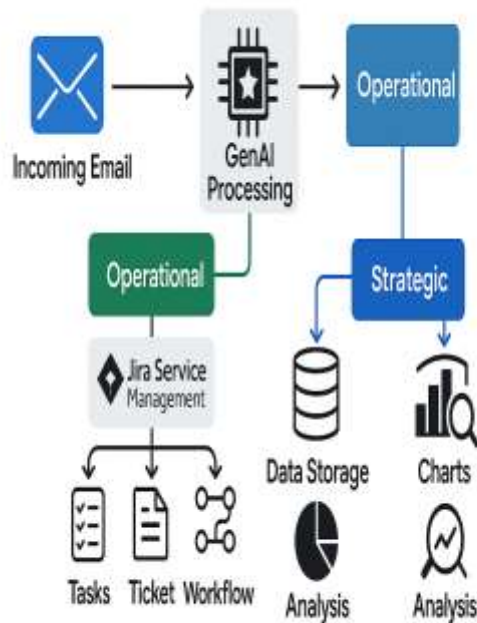 Incoming Email
GenAI
Processing
Operational
Operational
Strategic
Jira Service
Management
Data Storage
Charts
Tasks
Ticket
Workflow
Analysis
Analysis